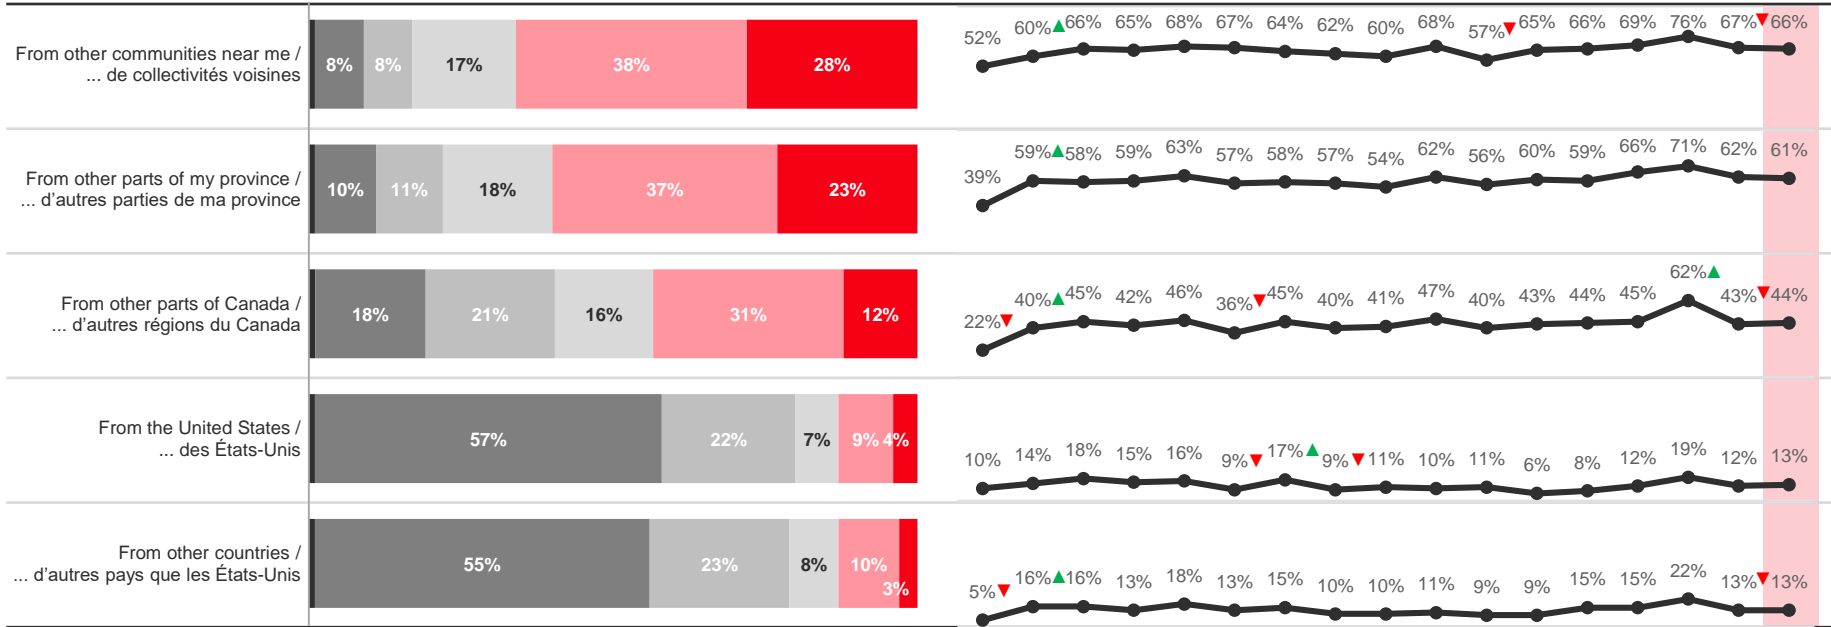 From other communities near me /
... de collectivités voisines
8% 8% 17% 38% 28%
52% 60%▲66% 65% 68% 67% 64% 62% 60% 68% 57%▼65% 66% 69% 76% 67%▼66%
From other parts of my province /
... d'autres parties de ma province
10% 11% 18% 37% 23%
39% 59%▲58% 59% 63% 57% 58% 57% 54% 62% 56% 60% 59% 66% 71% 62% 61%
From other parts of Canada /
... d'autres régions du Canada
18% 21% 16% 31% 12%
22%▼ 40%▲45% 42% 46% 36%▼45% 40% 41% 47% 40% 43% 44% 45% 62%▲ 43%▼44%
From the United States /
... des États-Unis
57% 22% 7% 9% 4%
10% 14% 18% 15% 16% 9%▼ 17%▲ 9%▼ 11% 10% 11% 6% 8% 12% 19% 12% 13%
From other countries /
... d'autres pays que les États-Unis
55% 23% 8% 10% 3%
5%▼ 16%▲16% 13% 18% 13% 15% 10% 10% 11% 9% 9% 15% 15% 22% 13%▼13%